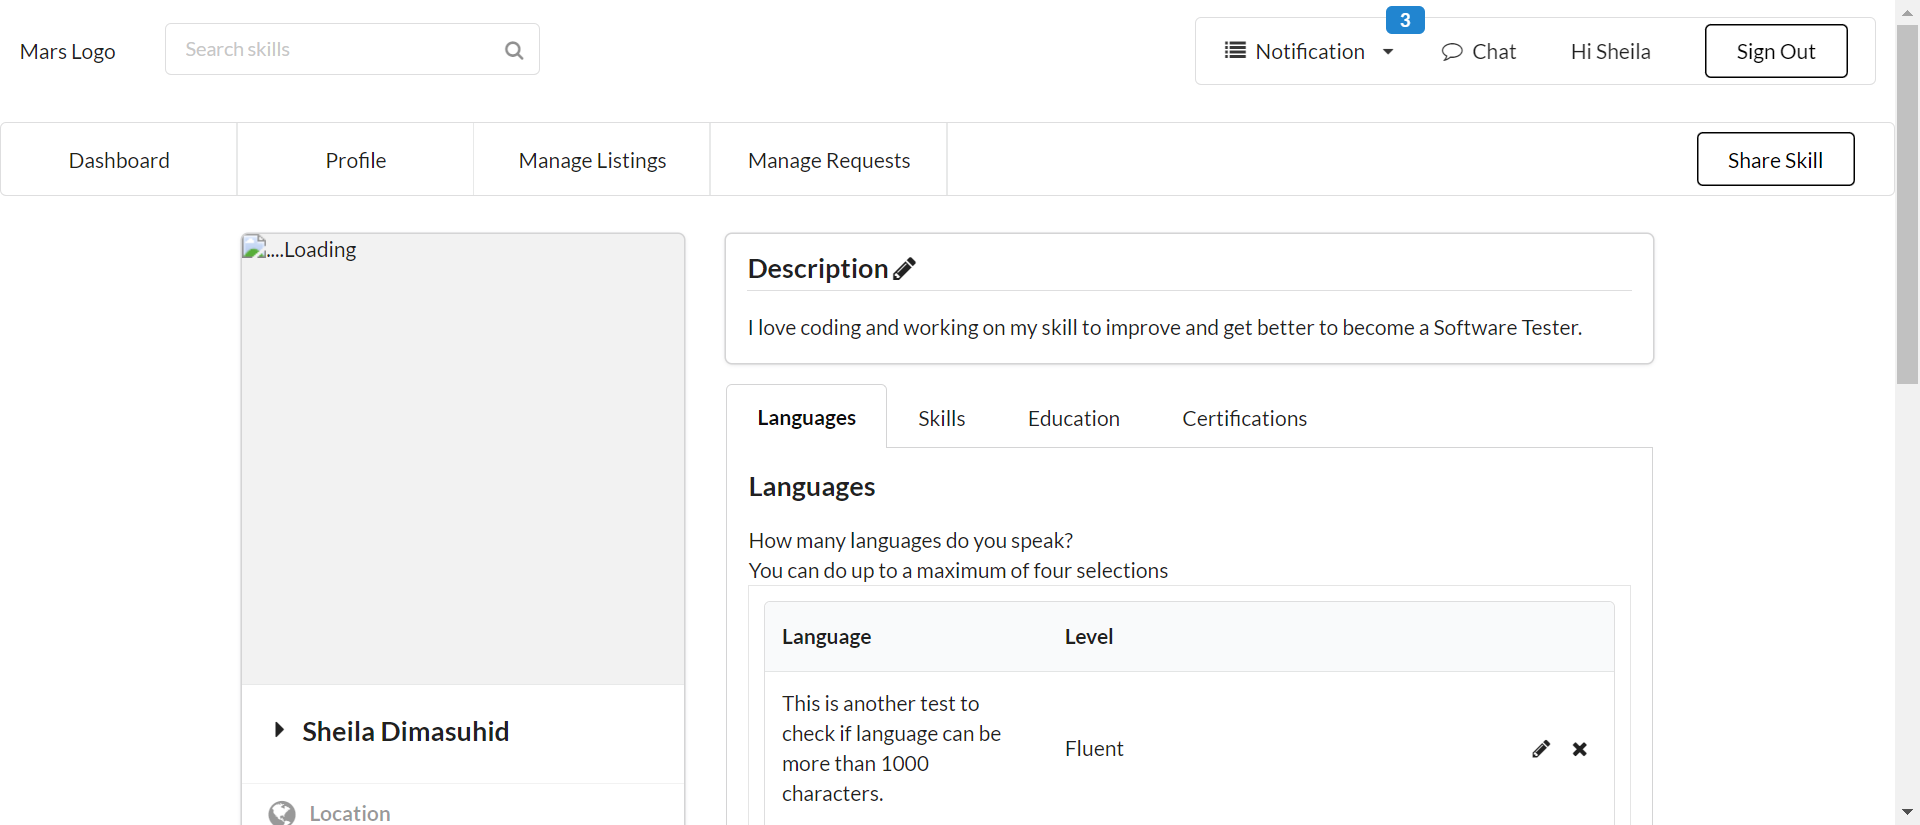 Mars Logo
Search skills
3
Notification
Chat
Hi Sheila
Sign Out
Dashboard
Profile
Manage Listings
Manage Requests
Share Skill
....Loading
Sheila Dimasuhid
Location
Description
I love coding and working on my skill to improve and get better to become a Software Tester.
Languages
Skills
Education
Certifications
Languages
How many languages do you speak?
You can do up to a maximum of four selections
Language
Level
This is another test to
check if language can be
more than 1000
characters.
Fluent